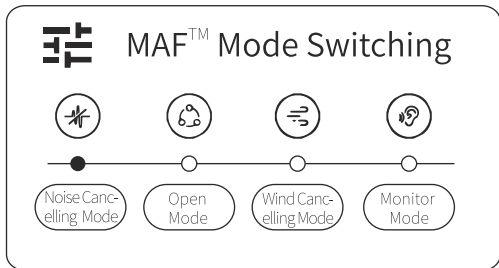 MAF™ Mode Switching
Noise Canc-
elling Mode
Open
Mode
Wind Canc-
elling Mode
Monitor
Mode